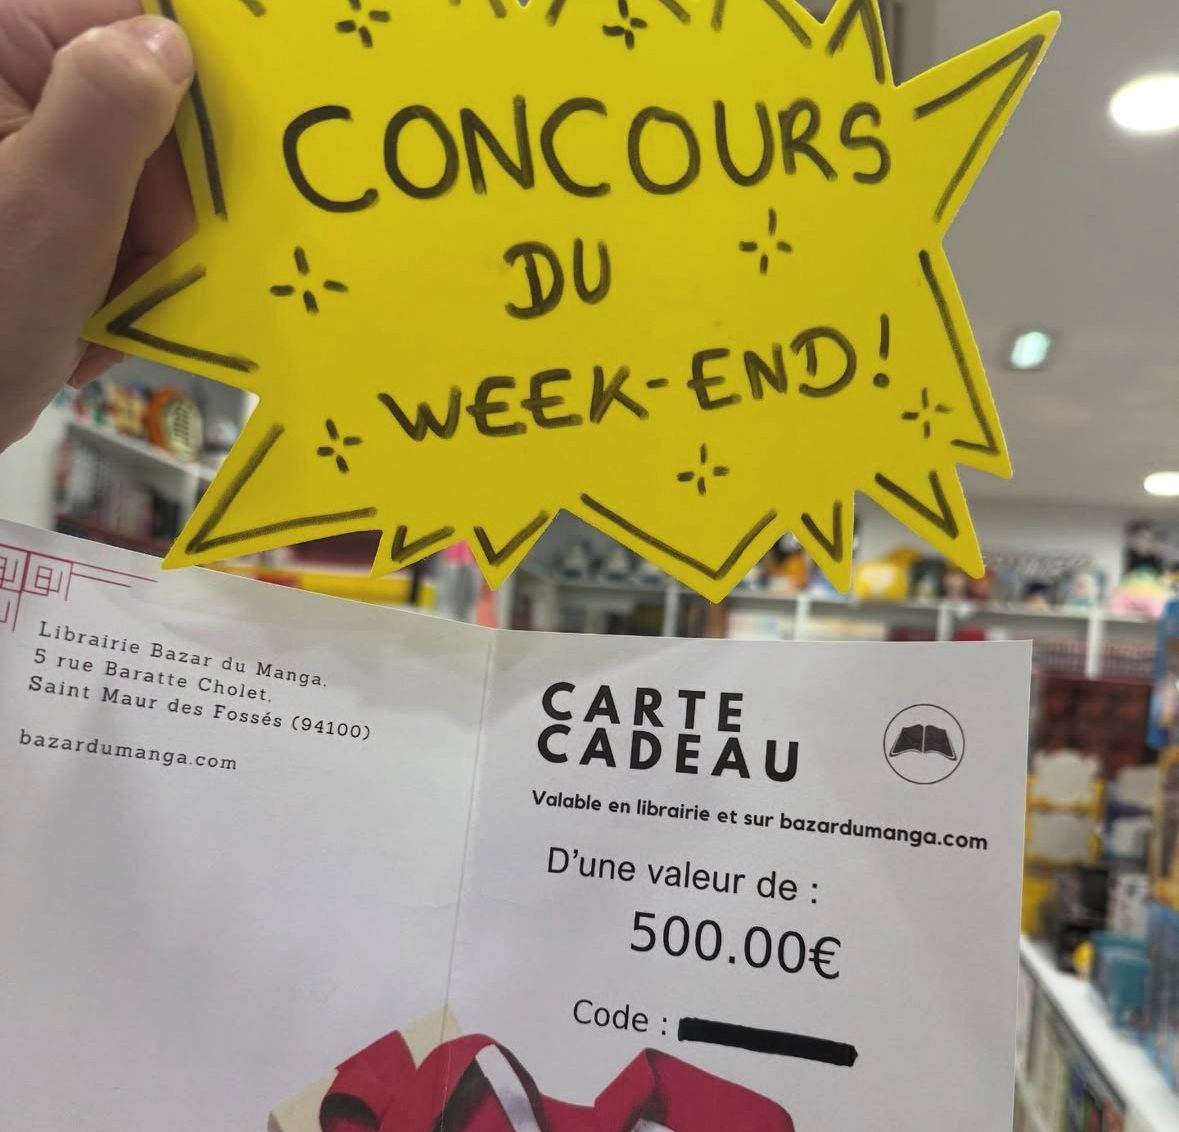 CONCOURS
DU
WEEK-END!
Librairie Bazar du Manga,
5 rue Baratte Cholet,
Saint Maur des Fossés (94100)
bazardumanga.com
CARTE
CADEAU
Valable en librairie et sur bazardumanga.com
D'une valeur de :
500.00€
Code :